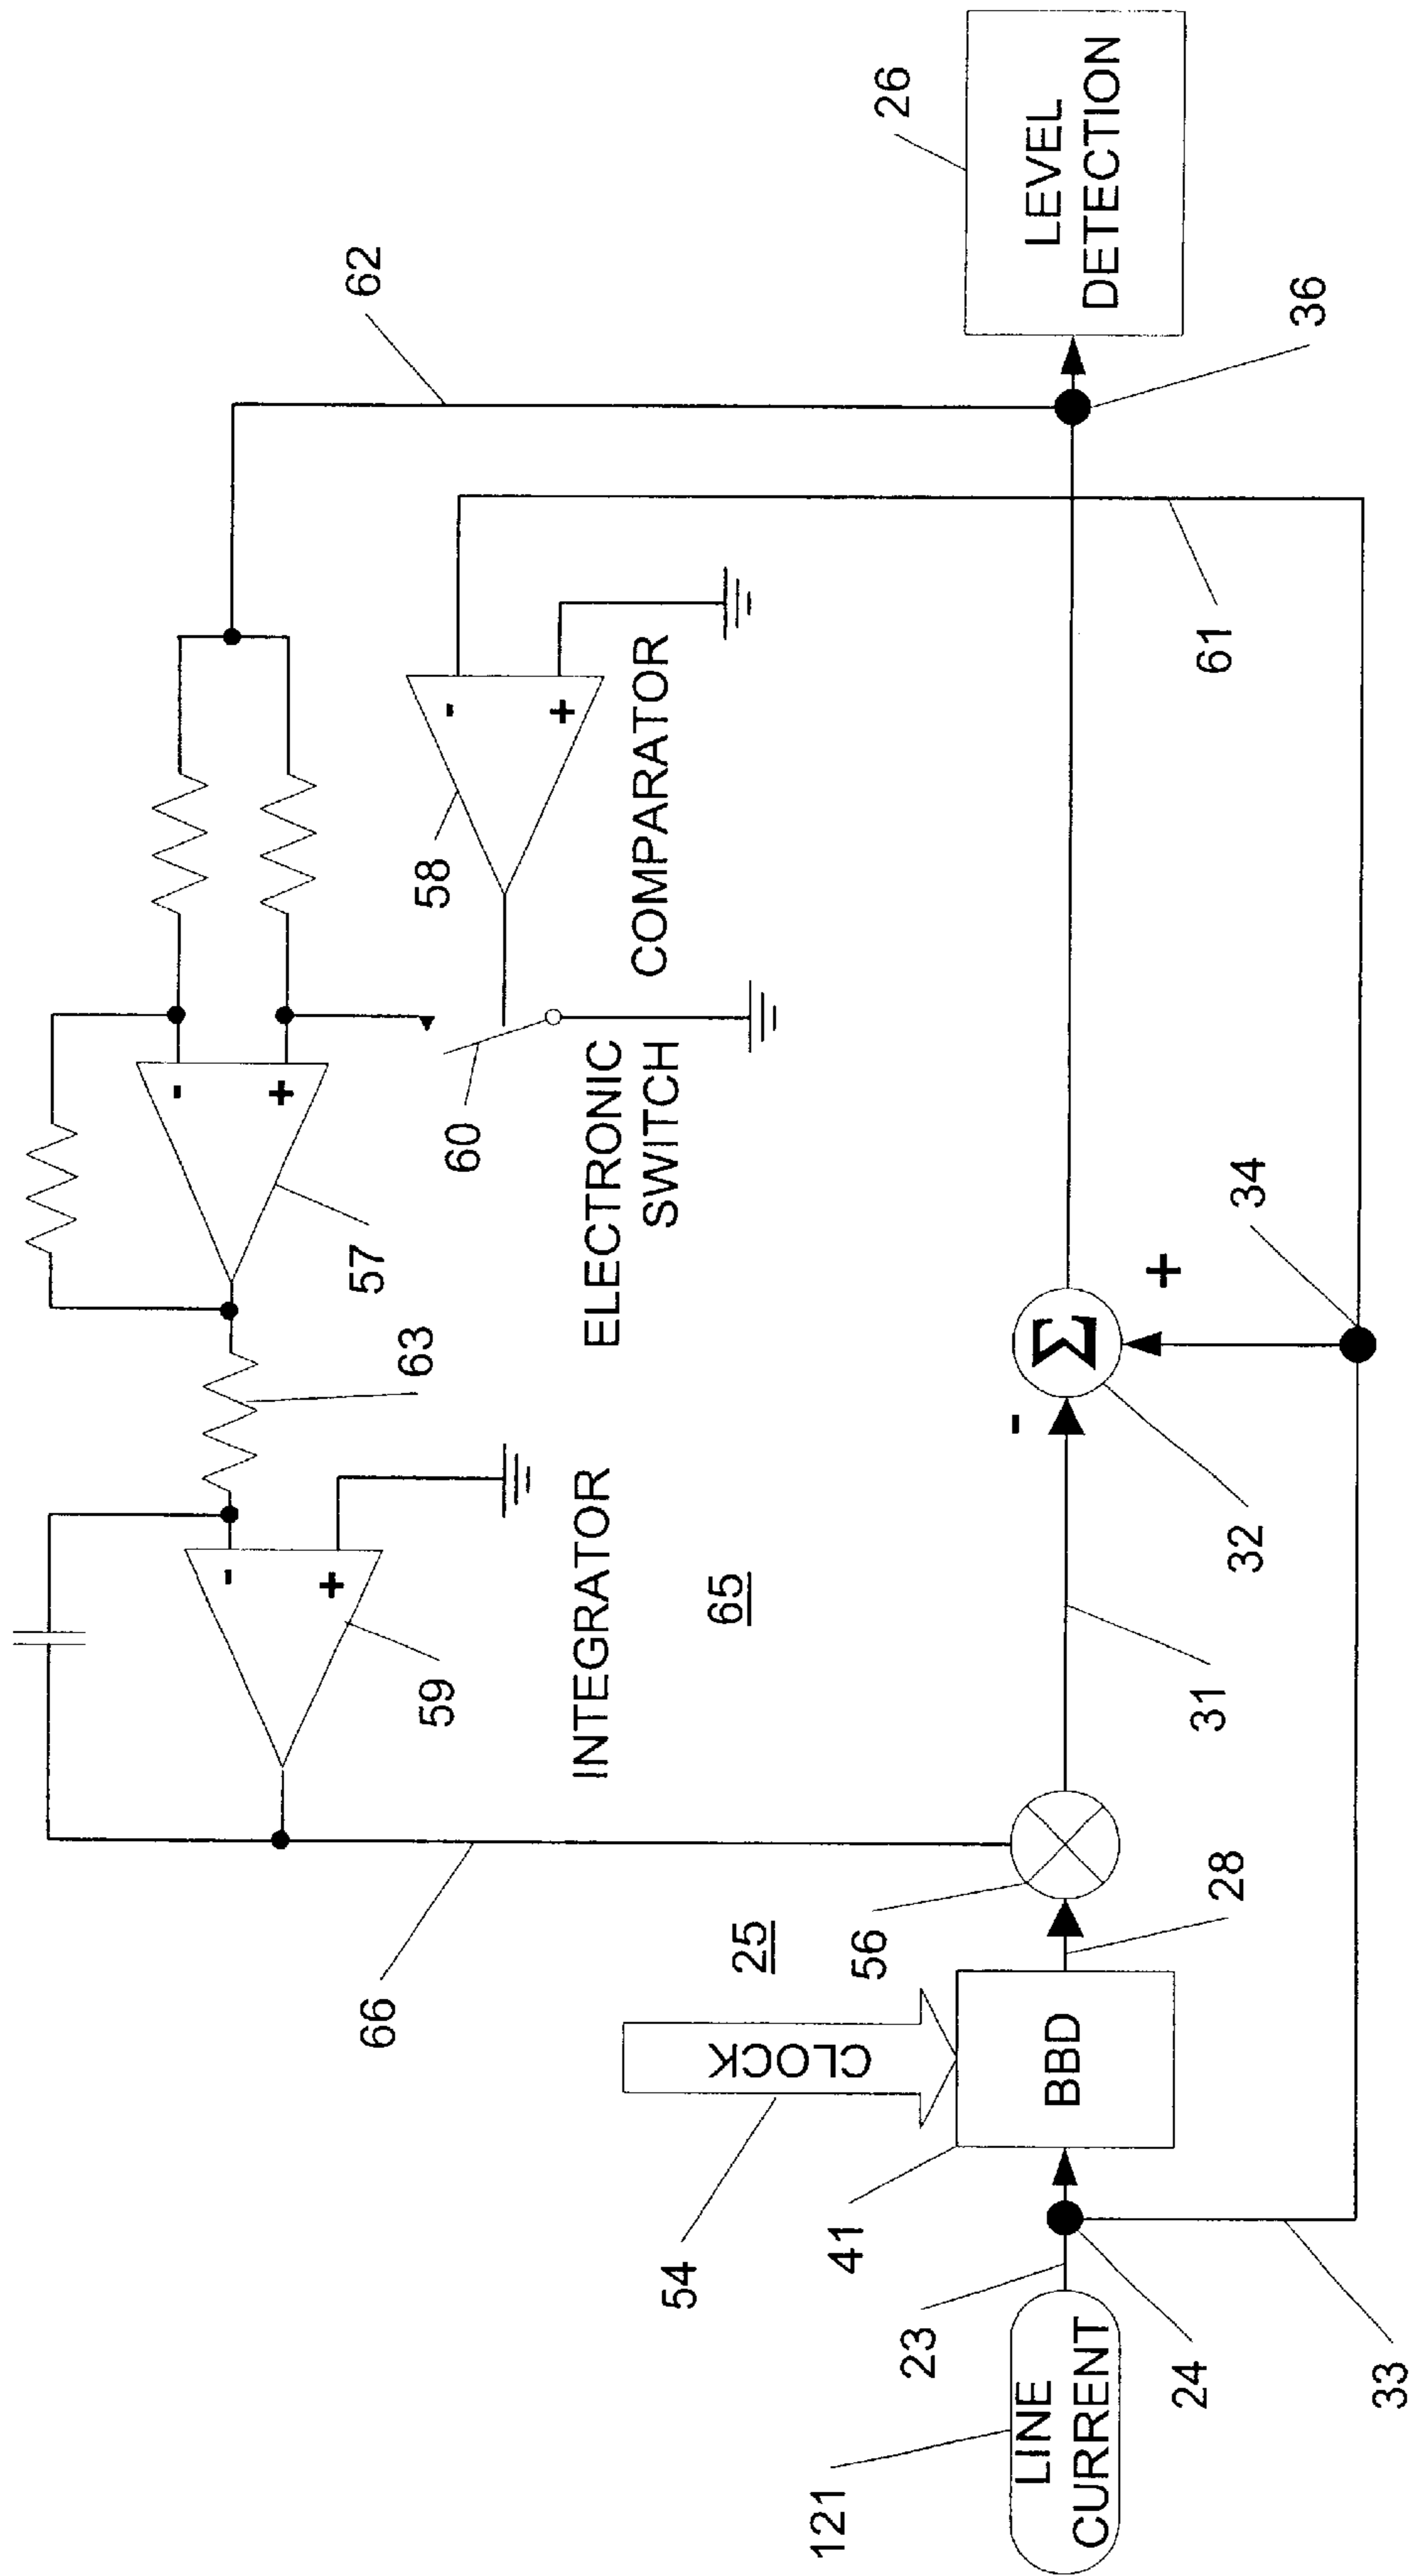 66
59
INTEGRATOR
63
57
60
ELECTRONIC
SWITCH
58
COMPARATOR
62
-
+
-
+
-
+
65
54
CLOCK
25
121
LINE
CURRENT
23
24
41
BBD
28
56
31
-
Σ
+
32
34
33
61
36
26
LEVEL
DETECTION